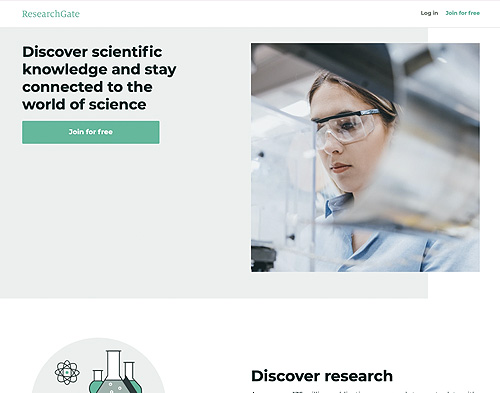 ResearchGate
Log in Join for free
Discover scientific
knowledge and stay
connected to the
world of science
Join for free
Discover research